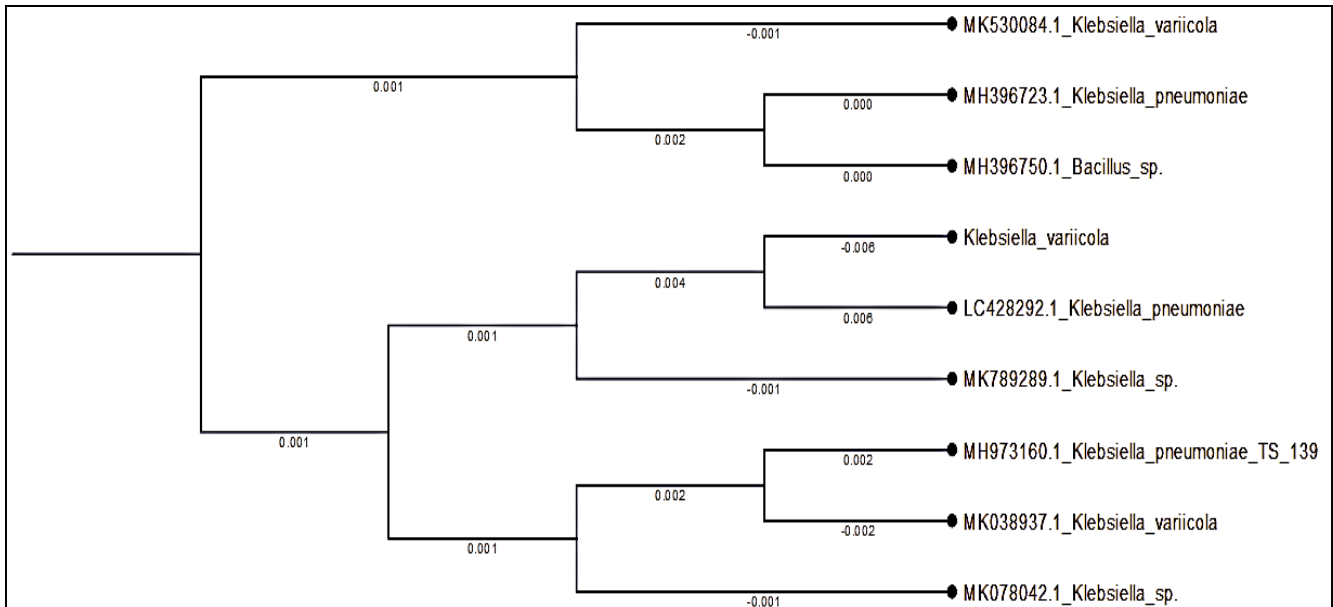 MK530084.1_Klebsiella_variicola
-0.001
0.001
MH396723.1_Klebsiella_pneumoniae
0.000
0.002
MH396750.1_Bacillus_sp.
0.000
Klebsiella_variicola
-0.006
0.004
LC428292.1_Klebsiella_pneumoniae
0.006
0.001
MK789289.1_Klebsiella_sp.
-0.001
0.001
MH973160.1_Klebsiella_pneumoniae_TS_139
0.002
0.002
MK038937.1_Klebsiella_variicola
-0.002
0.001
MK078042.1_Klebsiella_sp.
-0.001